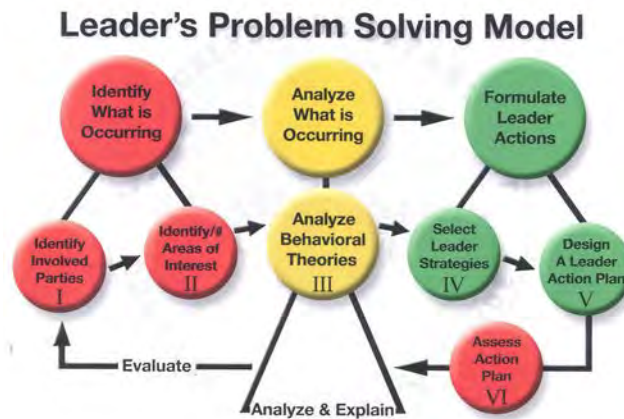 Leader's Problem Solving Model
Identify
What is
Occurring
Analyze
What is
Occurring
Formulate
Leader
Actions
Identify
Involved
Parties
I
Identify/#
Areas of
Interest
II
Analyze
Behavioral
Theories
III
Select
Leader
Strategies
IV
Design
A Leader
Action Plan
V
Assess
Action
Plan
VI
Evaluate
Analyze & Explain